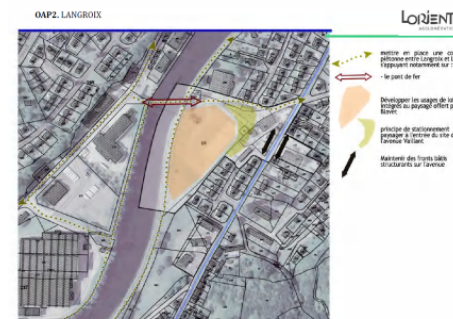 OAP2. LANGROIX
LORIENT
AGGLOMÉRATION
mettre en place une co
piétonne entre Langroix et L
s'appuyant notamment sur :
- le pont de fer
Développer les usages de loi
intégrés au paysage offert p
Blavet
principe de stationnement
paysager à l'entrée du site d
l'avenue Vaillant
Maintenir des fronts bâtis
structurants sur l'avenue